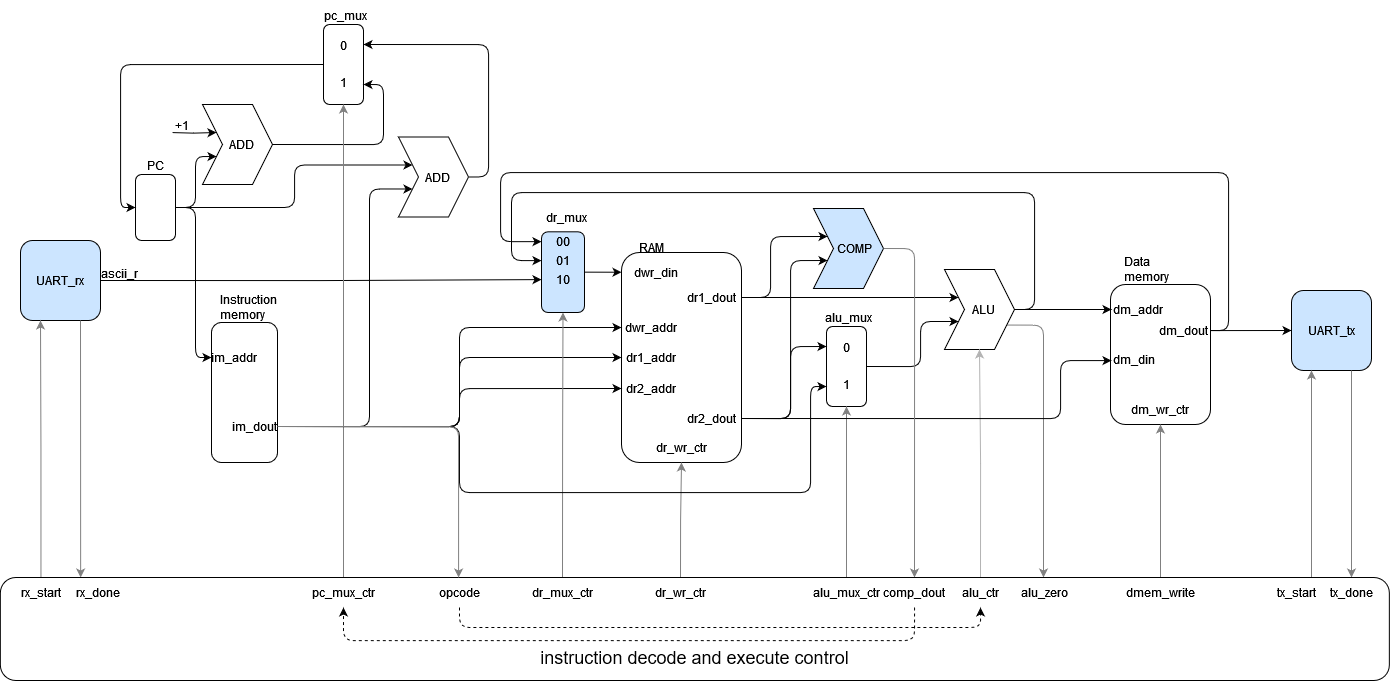 pc_mux
0
1
+1
ADD
PC
ADD
dr_mux
00
01
10
RAM
dwr_din
dr1_dout
dwr_addr
dr1_addr
dr2_addr
dr2_dout
dr_wr_ctr
COMP
alu_mux
0
1
ALU
Data
memory
dm_addr
dm_dout
dm_din
dm_wr_ctr
UART_tx
UART_rx
ascii_r
Instruction
memory
im_addr
im_dout
rx_start
rx_done
pc_mux_ctr
opcode
dr_mux_ctr
dr_wr_ctr
alu_mux_ctr
comp_dout
alu_ctr
alu_zero
dmem_write
tx_start
tx_done
instruction decode and execute control